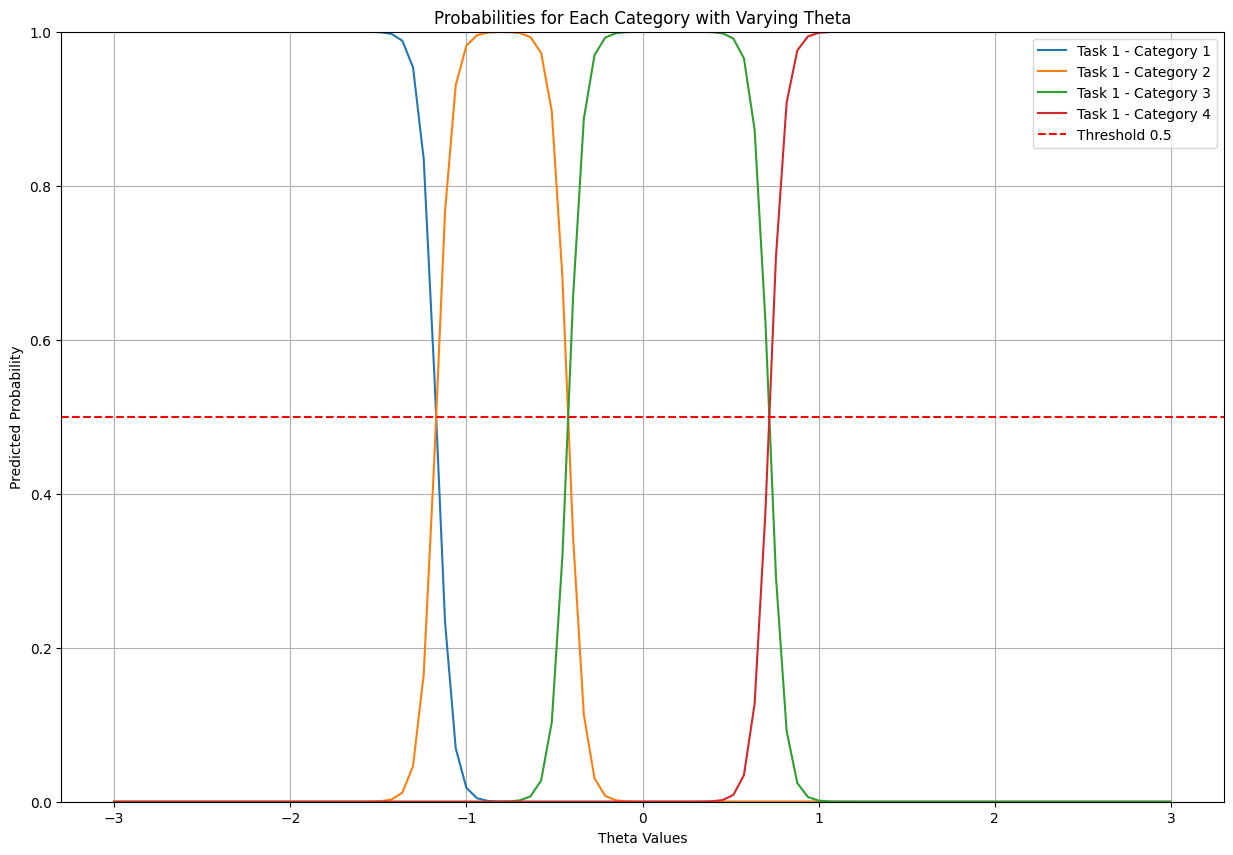 Probabilities for Each Category with Varying Theta
Task 1 - Category 1
Task 1 - Category 2
Task 1 - Category 3
Task 1 - Category 4
Threshold 0.5
1.0
0.8
0.6
0.4
0.2
0.0
Predicted Probability
−3
−2
−1
0
1
2
3
Theta Values